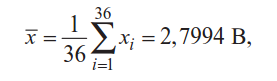 x̄ = 1/36 ∑_{i=1}^{36} x_i = 2,7994 В,